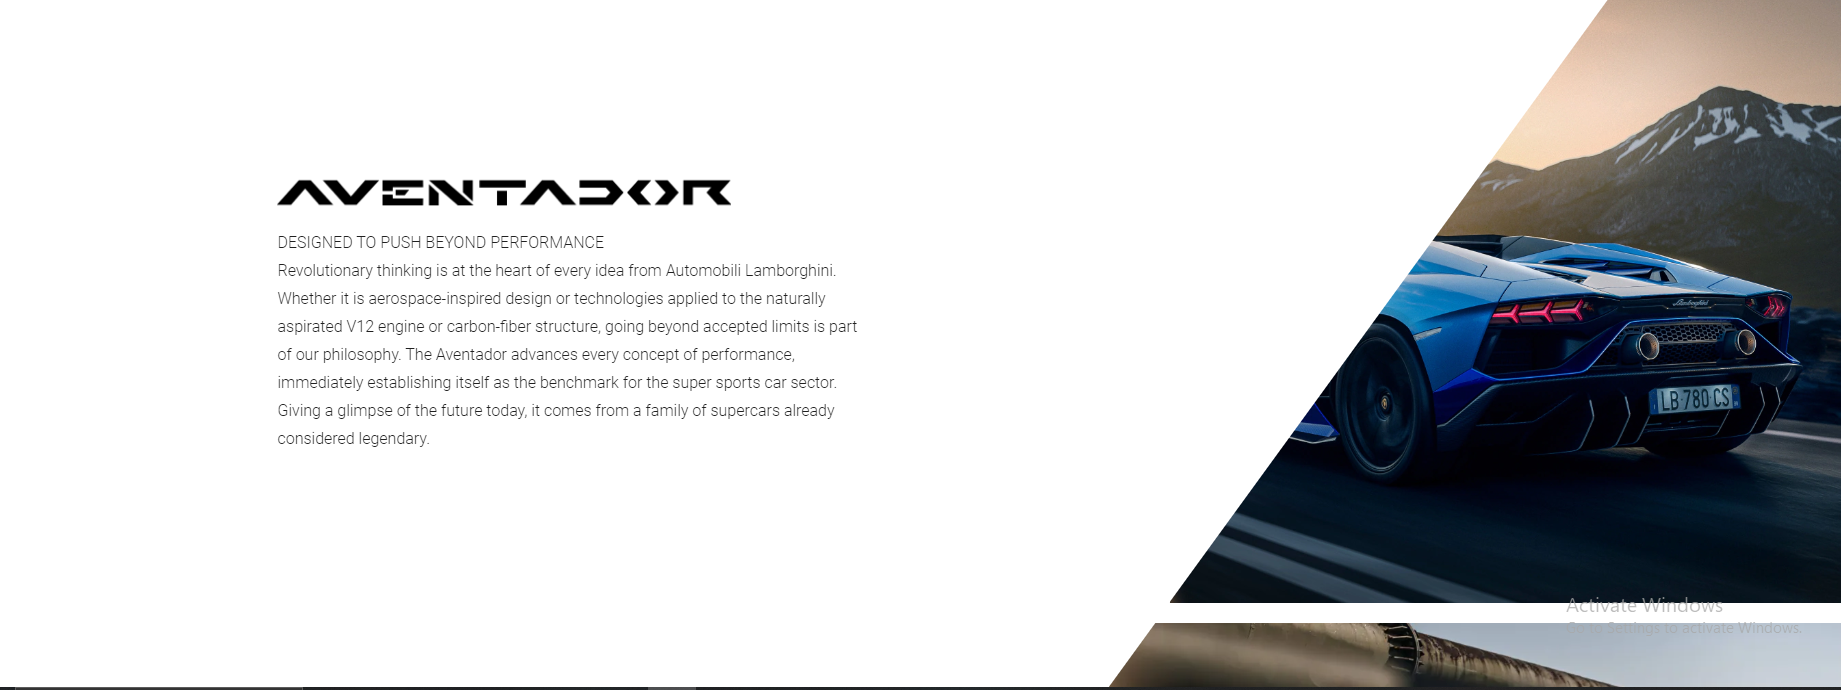 AVENTADOR
DESIGNED TO PUSH BEYOND PERFORMANCE
Revolutionary thinking is at the heart of every idea from Automobili Lamborghini.
Whether it is aerospace-inspired design or technologies applied to the naturally
aspirated V12 engine or carbon-fiber structure, going beyond accepted limits is part
of our philosophy. The Aventador advances every concept of performance,
immediately establishing itself as the benchmark for the super sports car sector.
Giving a glimpse of the future today, it comes from a family of supercars already
considered legendary.
Lamborghini
LB 780 CS
Activate Windows
Go to Settings to activate Windows.